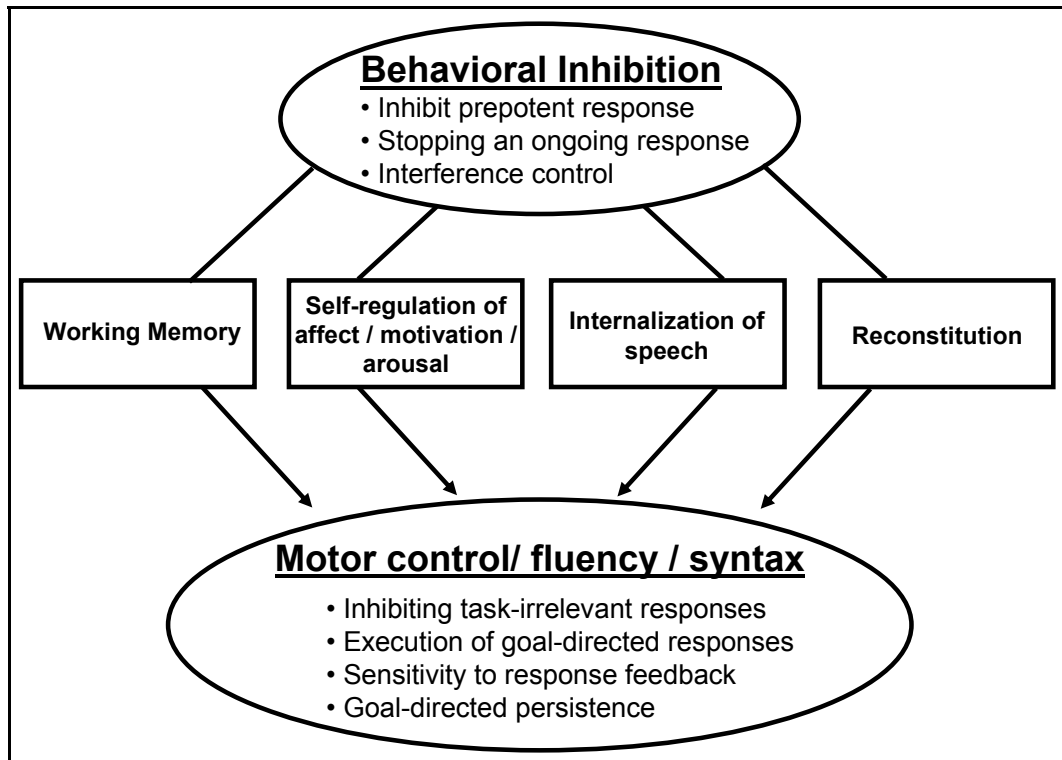 Behavioral Inhibition
• Inhibit prepotent response
• Stopping an ongoing response
• Interference control
Working Memory
Self-regulation of
affect / motivation /
arousal
Internalization of
speech
Reconstitution
Motor control/ fluency / syntax
• Inhibiting task-irrelevant responses
• Execution of goal-directed responses
• Sensitivity to response feedback
• Goal-directed persistence